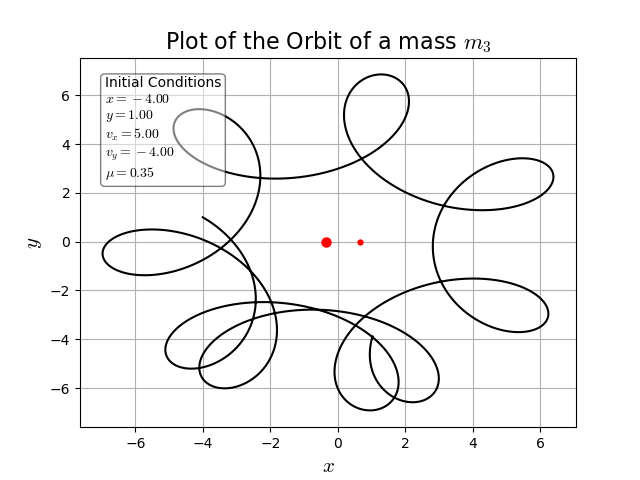 Plot of the Orbit of a mass m₃
Initial Conditions
x = −4.00
y = 1.00
vₓ = 5.00
v_y = −4.00
μ = 0.35
6
4
2
0
−2
−4
−6
y
−6 −4 −2 0 2 4 6
x